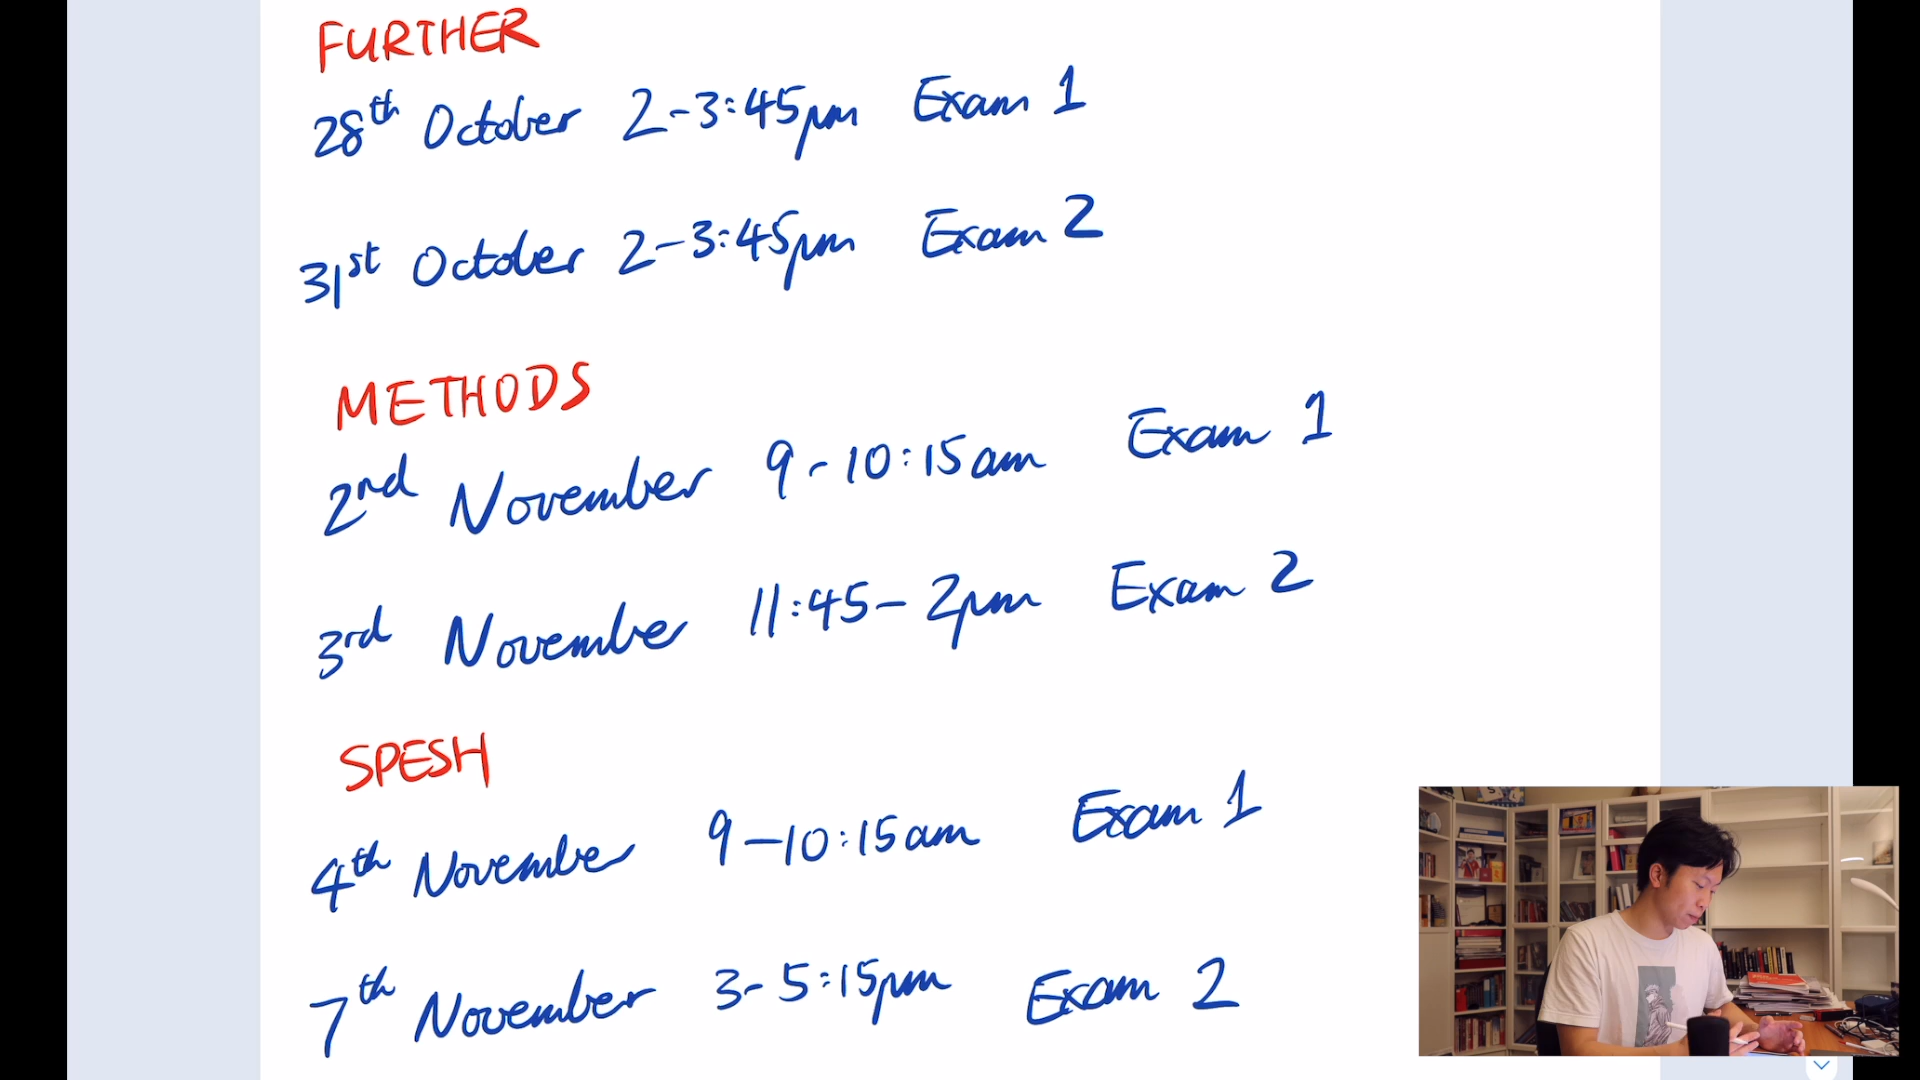 FURTHER
28th October 2-3:45pm Exam 1
31st October 2-3:45pm Exam 2
METHODS
2nd November 9-10:15am Exam 1
3rd November 11:45-2pm Exam 2
SPESH
4th November 9-10:15am Exam 1
7th November 3-5:15pm Exam 2